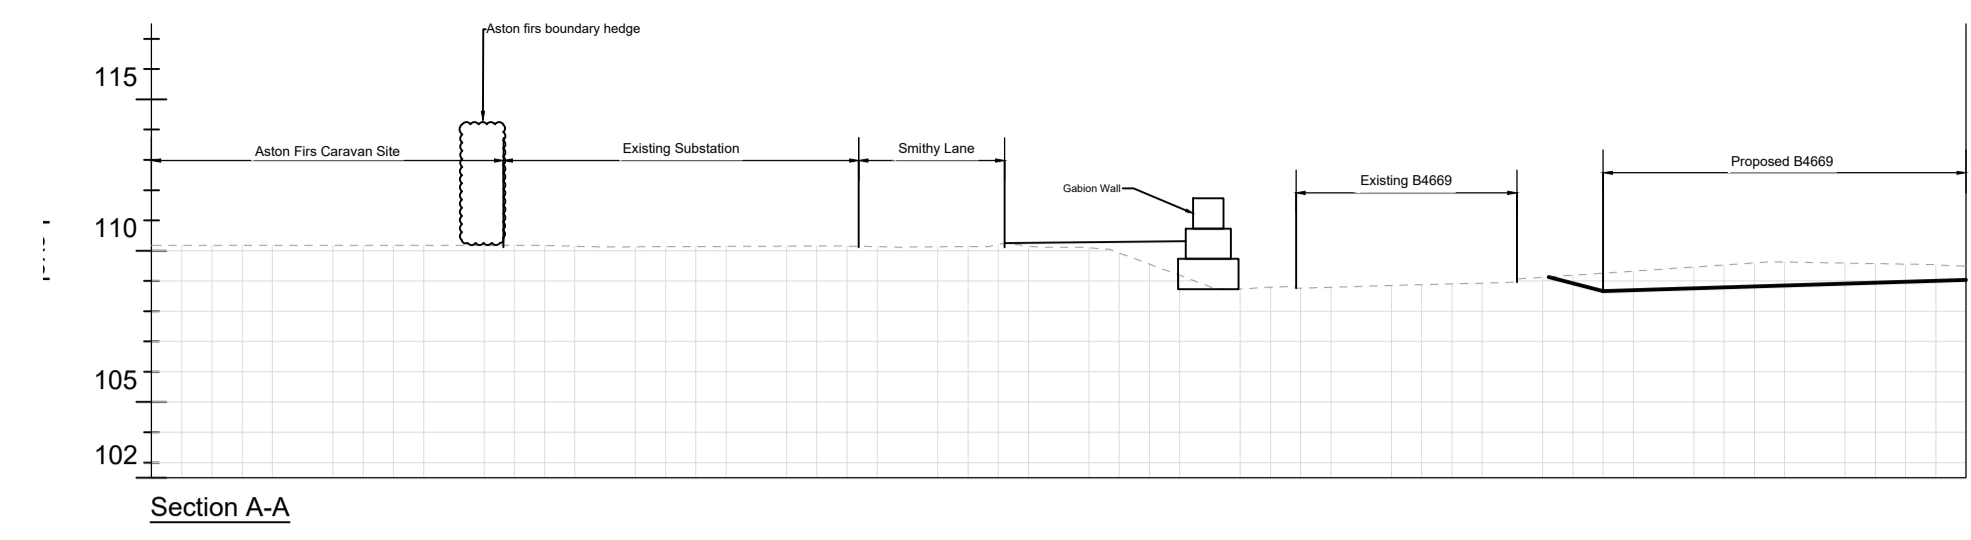 Aston firs boundary hedge
115
Aston Firs Caravan Site
Existing Substation
Smithy Lane
Proposed B4669
Existing B4669
Gabion Wall
110
105
102
Section A-A